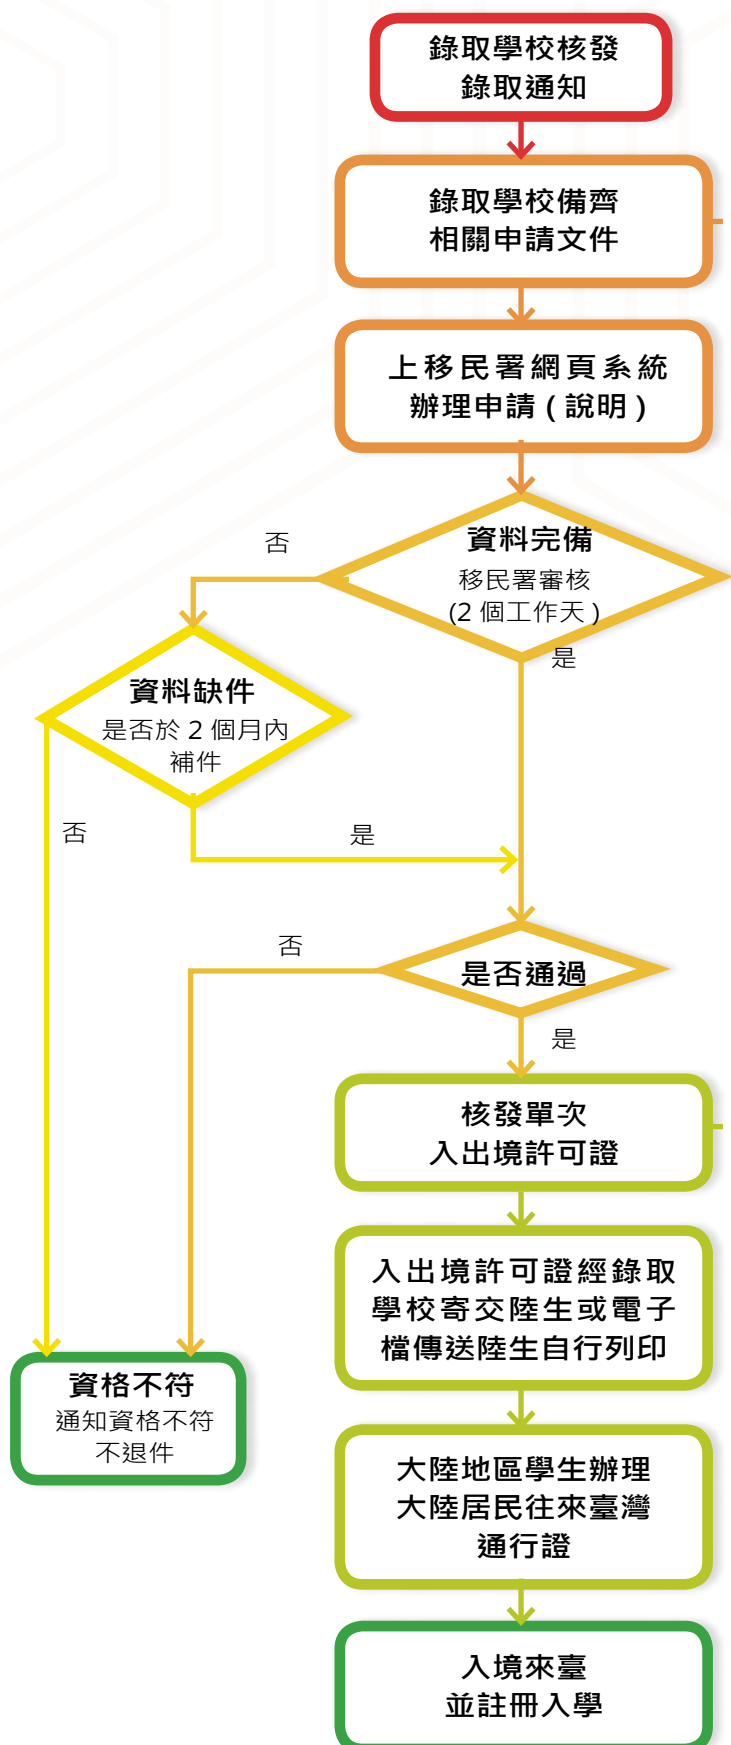 錄取學校核發
錄取通知
錄取學校備齊
相關申請文件
上移民署網頁系統
辦理申請 ( 說明 )
資料完備
移民署審核
(2 個工作天 )
否
是
資料缺件
是否於 2 個月內
補件
否
是
是否通過
否
是
核發單次
入出境許可證
入出境許可證經錄取
學校寄交陸生或電子
檔傳送陸生自行列印
資格不符
通知資格不符
不退件
大陸地區學生辦理
大陸居民往來臺灣
通行證
入境來臺
並註冊入學